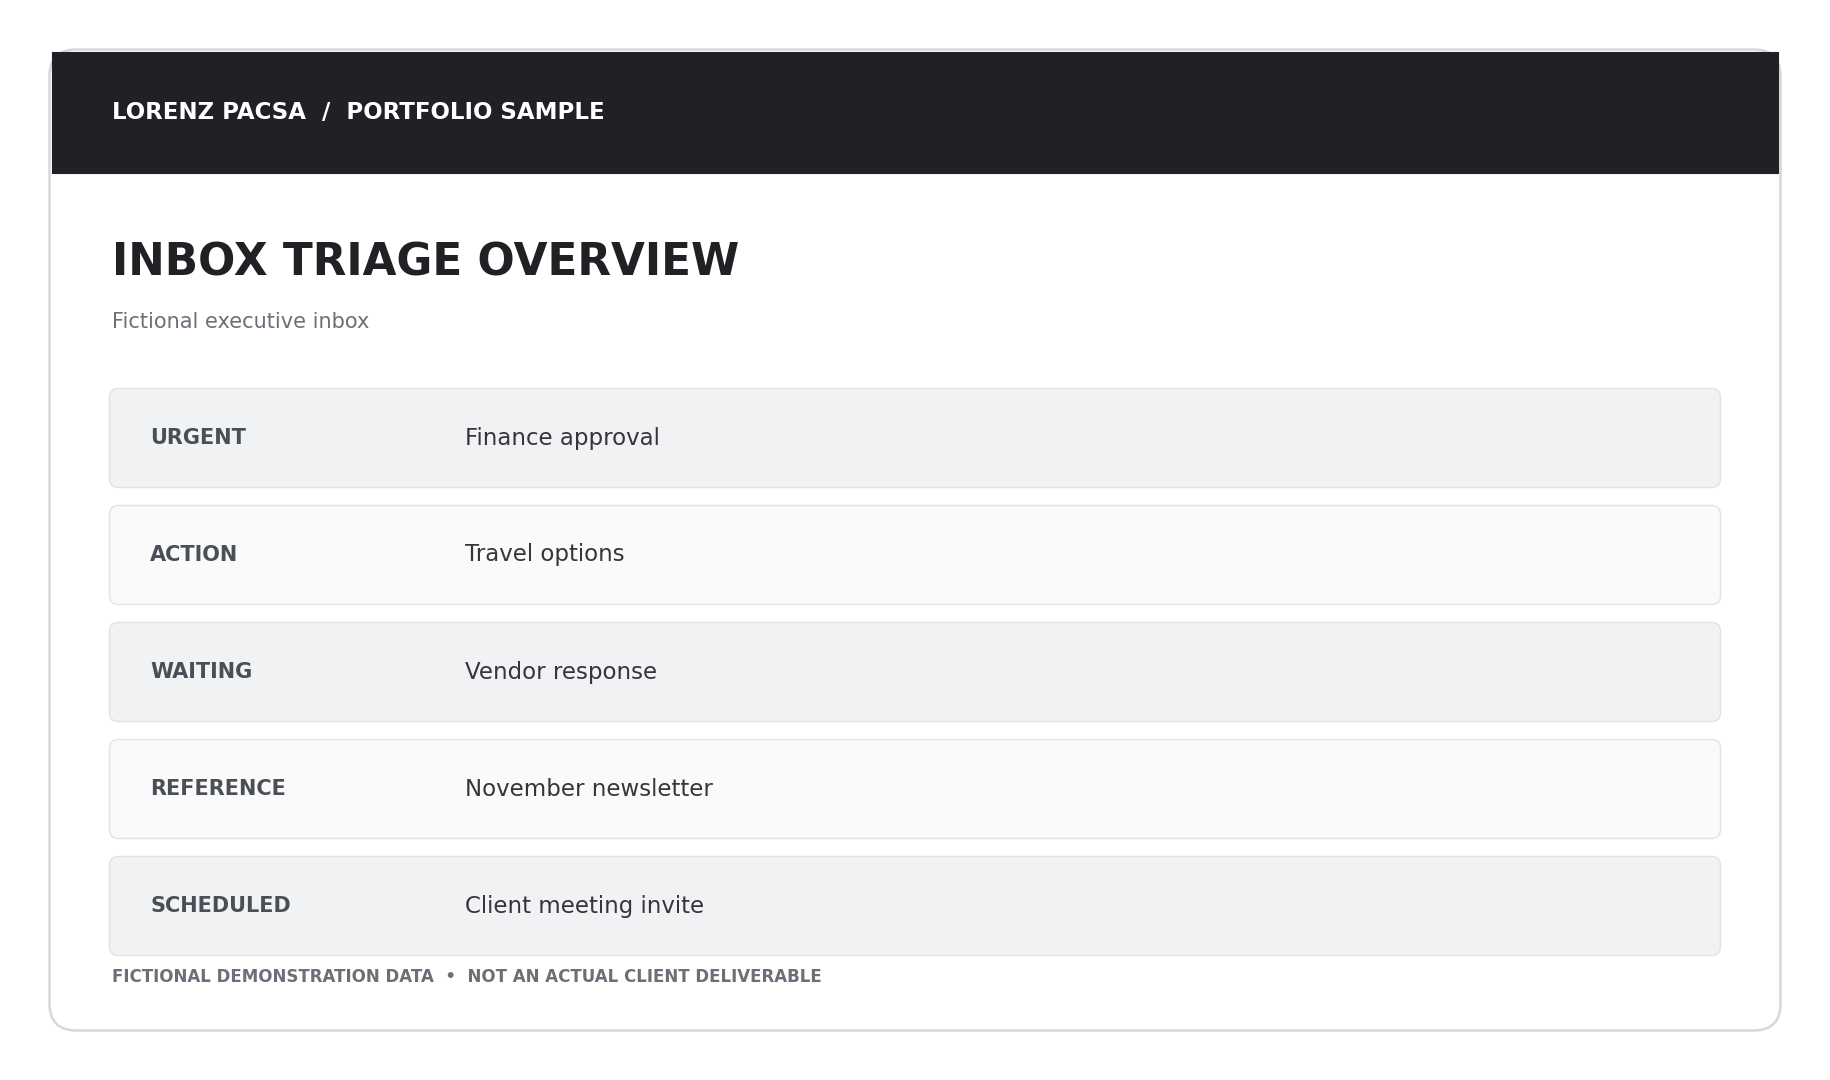 LORENZ PACSA / PORTFOLIO SAMPLE
INBOX TRIAGE OVERVIEW
Fictional executive inbox
URGENT Finance approval
ACTION Travel options
WAITING Vendor response
REFERENCE November newsletter
SCHEDULED Client meeting invite
FICTIONAL DEMONSTRATION DATA • NOT AN ACTUAL CLIENT DELIVERABLE